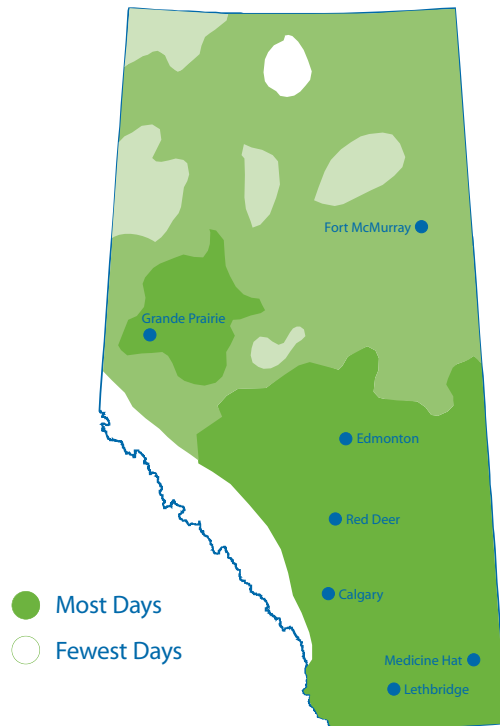 Fort McMurray
Grande Prairie
Edmonton
Red Deer
Calgary
Most Days
Fewest Days
Medicine Hat
Lethbridge